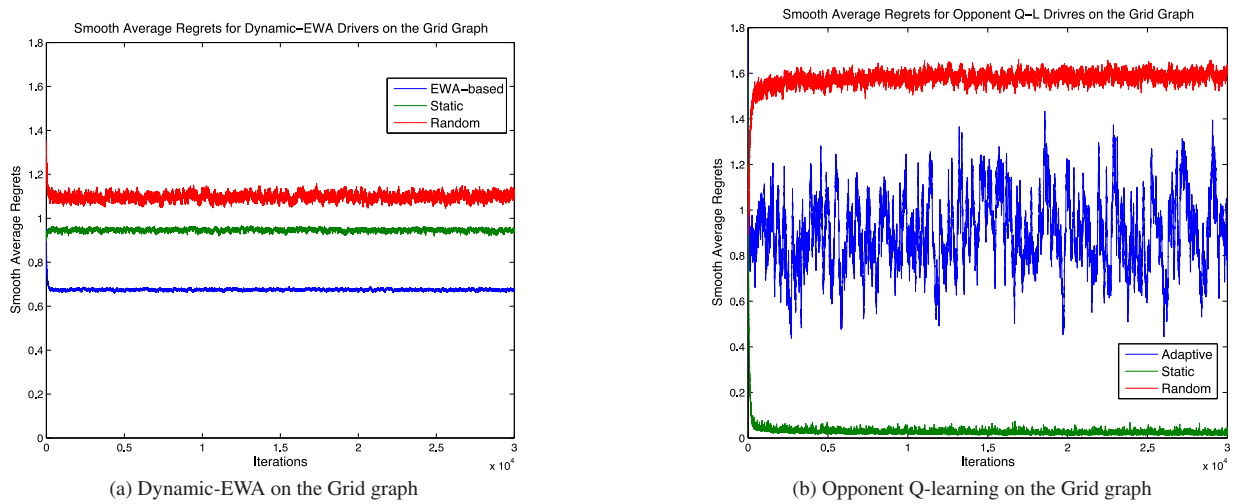 Smooth Average Regrets for Dynamic-EWA Drivers on the Grid Graph
1.8
1.6
1.4
1.2
1
0.8
0.6
0.4
0.2
0
Smooth Average Regrets
EWA-based
Static
Random
0 0.5 1 1.5 2 2.5 3
Iterations
x 10^4
(a) Dynamic-EWA on the Grid graph
Smooth Average Regrets for Opponent Q-L Drivres on the Grid Graph
1.8
1.6
1.4
1.2
1
0.8
0.6
0.4
0.2
0
Smooth Average Regrets
Adaptive
Static
Random
0 0.5 1 1.5 2 2.5 3
Iterations
x 10^4
(b) Opponent Q-learning on the Grid graph